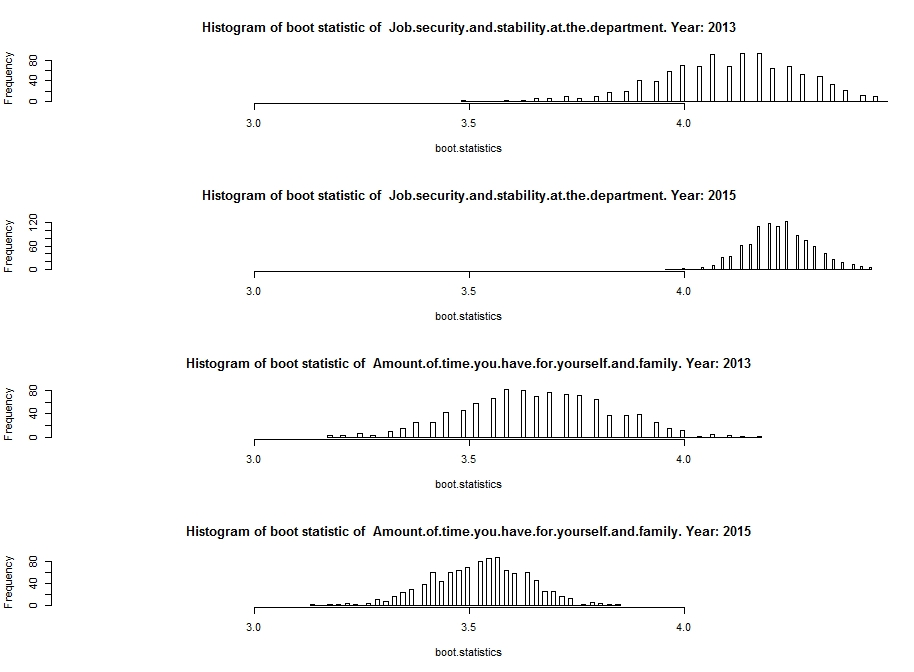 Histogram of boot statistic of  Job.security.and.stability.at.the.department. Year: 2013
Frequency
0 40 80
3.0 3.5 4.0
boot.statistics
Histogram of boot statistic of  Job.security.and.stability.at.the.department. Year: 2015
Frequency
0 60 120
3.0 3.5 4.0
boot.statistics
Histogram of boot statistic of  Amount.of.time.you.have.for.yourself.and.family. Year: 2013
Frequency
0 40 80
3.0 3.5 4.0
boot.statistics
Histogram of boot statistic of  Amount.of.time.you.have.for.yourself.and.family. Year: 2015
Frequency
0 40 80
3.0 3.5 4.0
boot.statistics